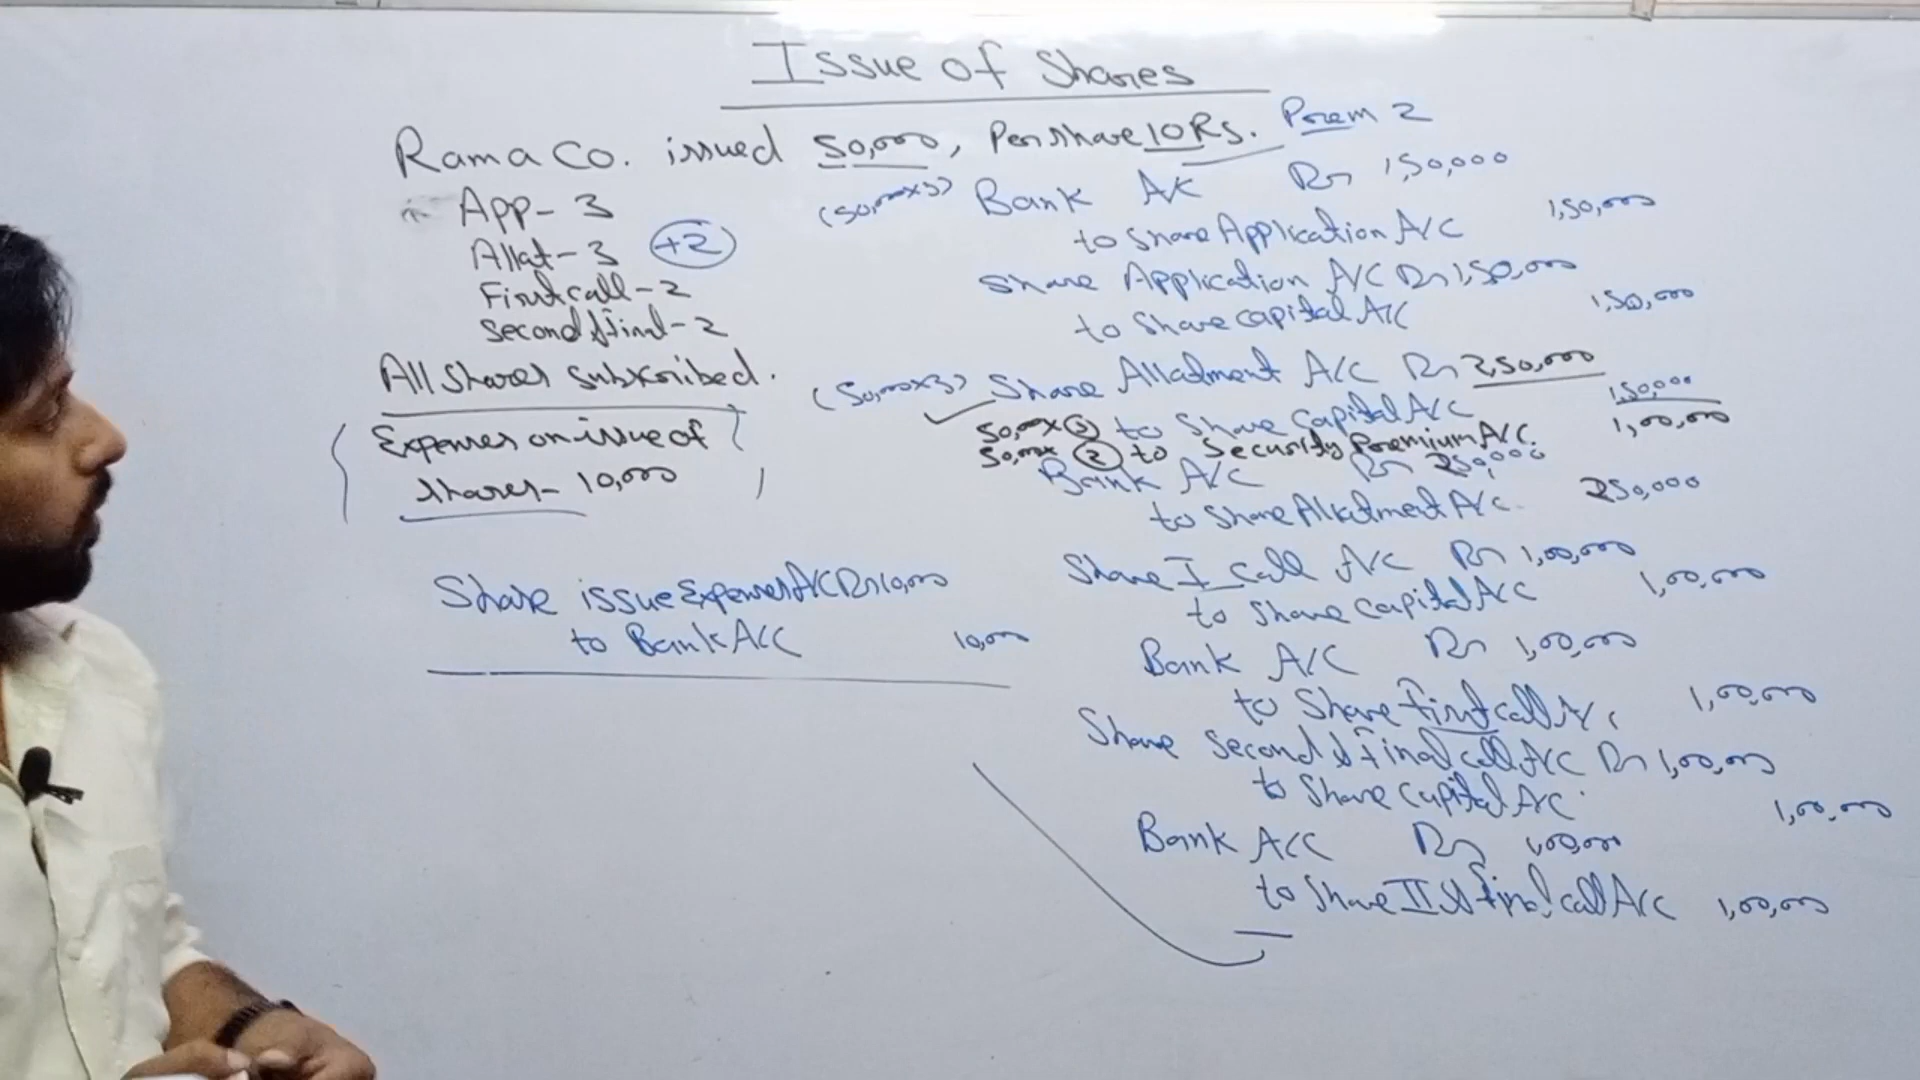 Issue of Shares
Rama Co. issued 50,000, Per share 10 Rs. Prem 2
App - 3
Allot - 3 +2
First call - 2
Second & Final - 2
All Shares subscribed.
Expenses on issue of
shares - 10,000
Share issue Expenses A/C Dr 10,000
to Bank A/C 10,000
(50,000x3) Bank A/C Dr 1,50,000
to Share Application A/C 1,50,000
Share Application A/C Dr 1,50,000
to Share capital A/C 1,50,000
(50,000x3) Share Allotment A/C Dr 2,50,000
50,000x3 to Share Capital A/C 1,50,000
50,000x 2 to Security Premium A/C 1,00,000
Bank A/C Dr 250,000
to Share Allotment A/C. 250,000
Share I Call A/C Dr 1,00,000
to Share Capital A/C 1,00,000
Bank A/C Dr 1,00,000
to Share First call A/c 1,00,000
Share Second & Final call A/C Dr 1,00,000
to Share Capital A/C 1,00,000
Bank A/C Dr 1,00,000
to Share II & final call A/C 1,00,000